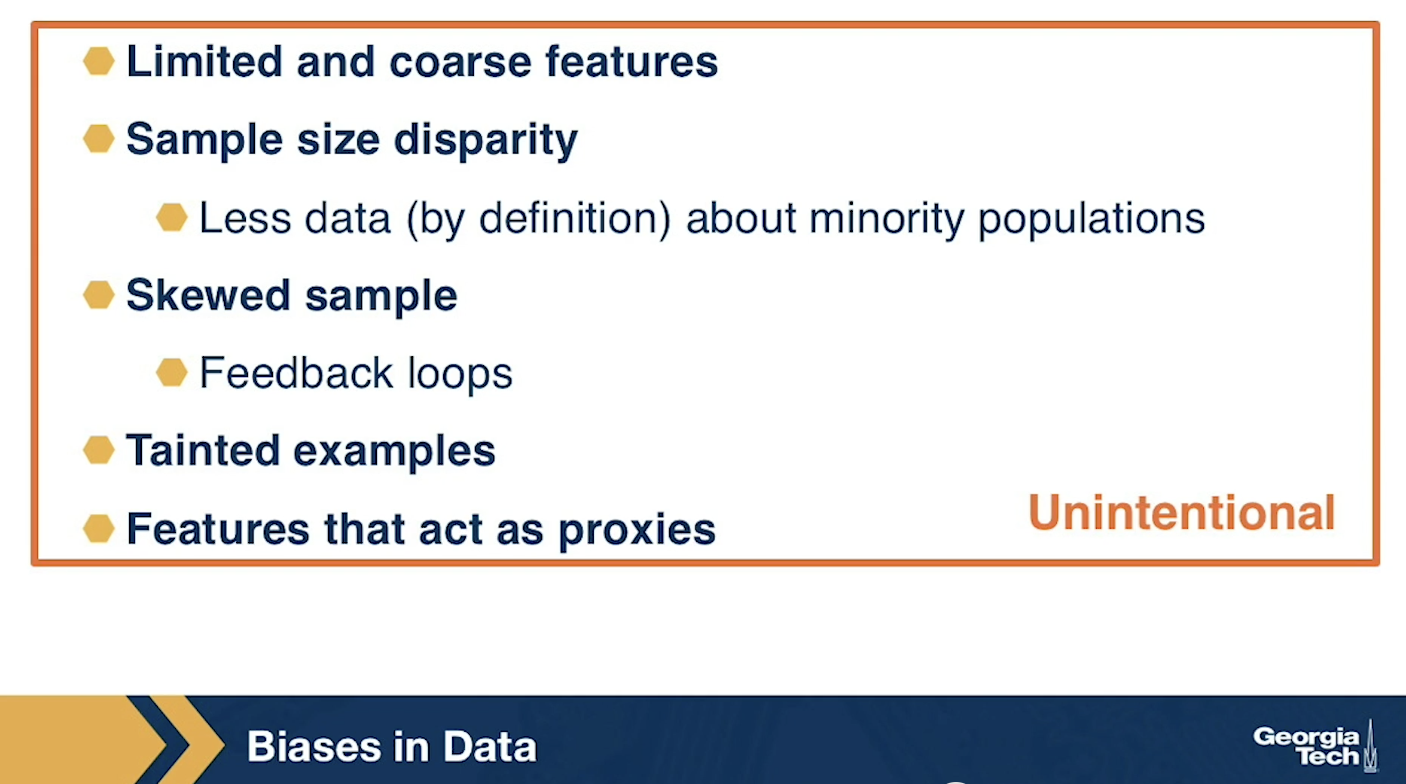 Limited and coarse features
Sample size disparity
Less data (by definition) about minority populations
Skewed sample
Feedback loops
Tainted examples
Features that act as proxies
Unintentional
Biases in Data
Georgia
Tech